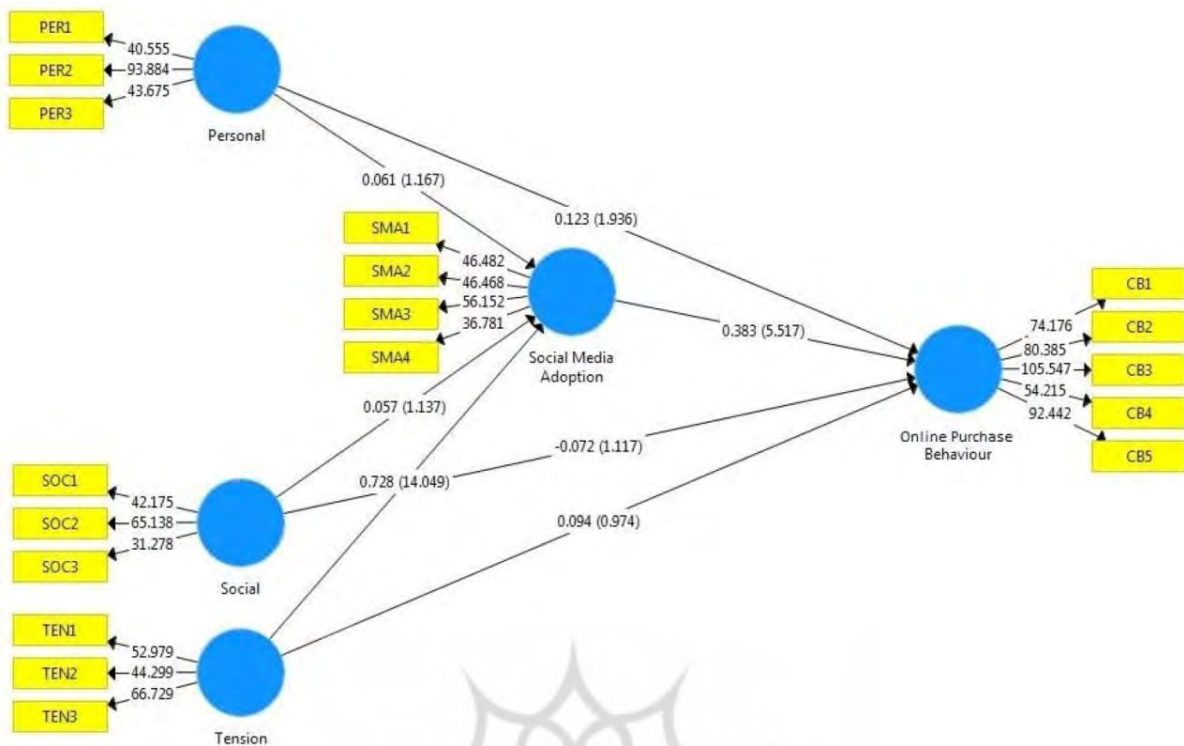 PER1
40.555
PER2
93.884
43.675
PER3
Personal
0.061 (1.167)
0.123 (1.936)
SMA1
46.482
SMA2
46.468
SMA3
56.152
36.781
SMA4
Social Media
Adoption
0.383 (5.517)
CB1
74.176
CB2
80.385
105.547
CB3
54.215
CB4
92.442
CB5
Online Purchase
Behaviour
0.057 (1.137)
-0.072 (1.117)
0.728 (14.049)
0.094 (0.974)
SOC1
42.175
SOC2
65.138
31.278
SOC3
Social
TEN1
52.979
TEN2
44.299
66.729
TEN3
Tension